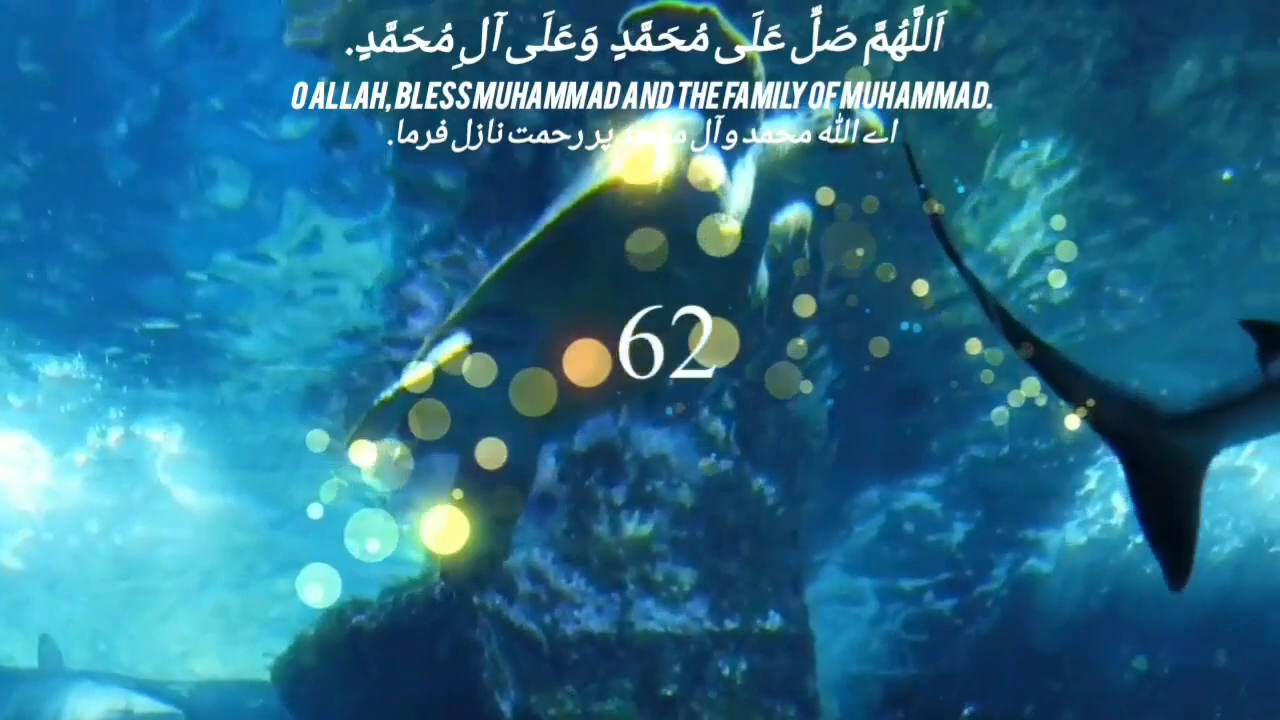 اَللَّهُمَّ صَلِّ عَلَى مُحَمَّدٍ وَعَلَى آلِ مُحَمَّدٍ.
O ALLAH, BLESS MUHAMMAD AND THE FAMILY OF MUHAMMAD.
اے اللہ محمد و آل محمد پر رحمت نازل فرما.
62